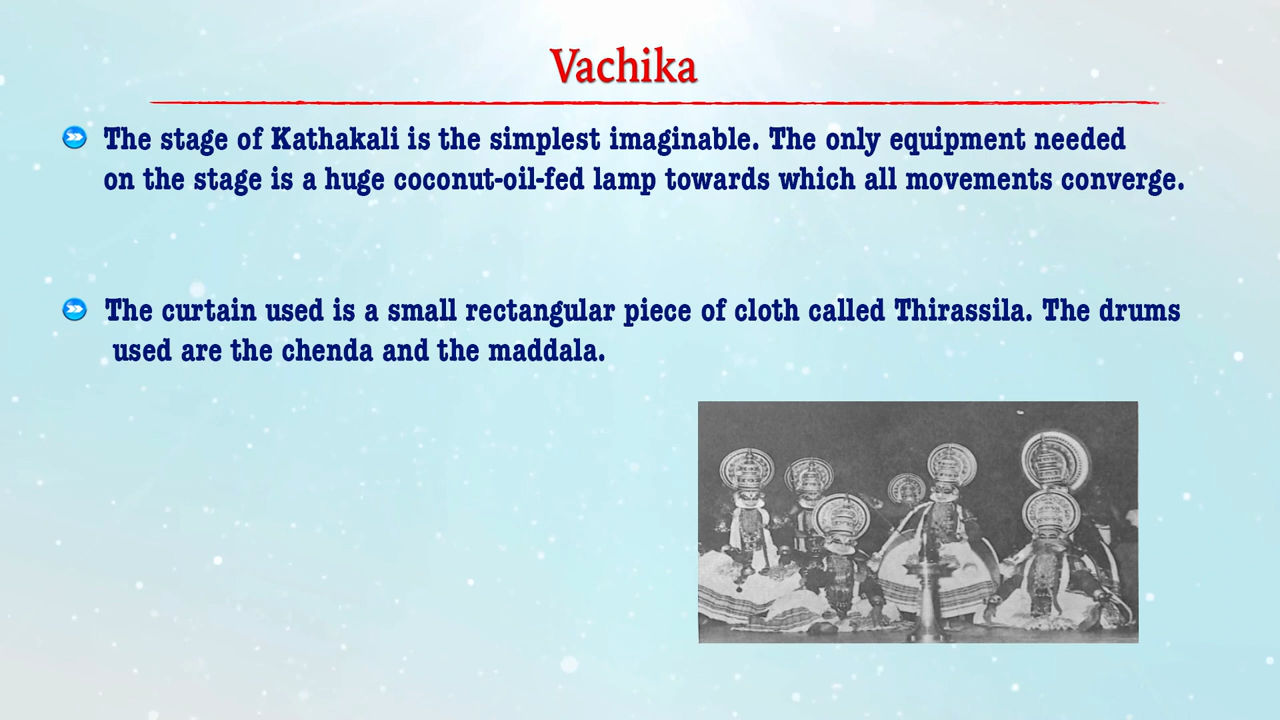 Vachika
The stage of Kathakali is the simplest imaginable. The only equipment needed
on the stage is a huge coconut-oil-fed lamp towards which all movements converge.
The curtain used is a small rectangular piece of cloth called Thirassila. The drums
used are the chenda and the maddala.